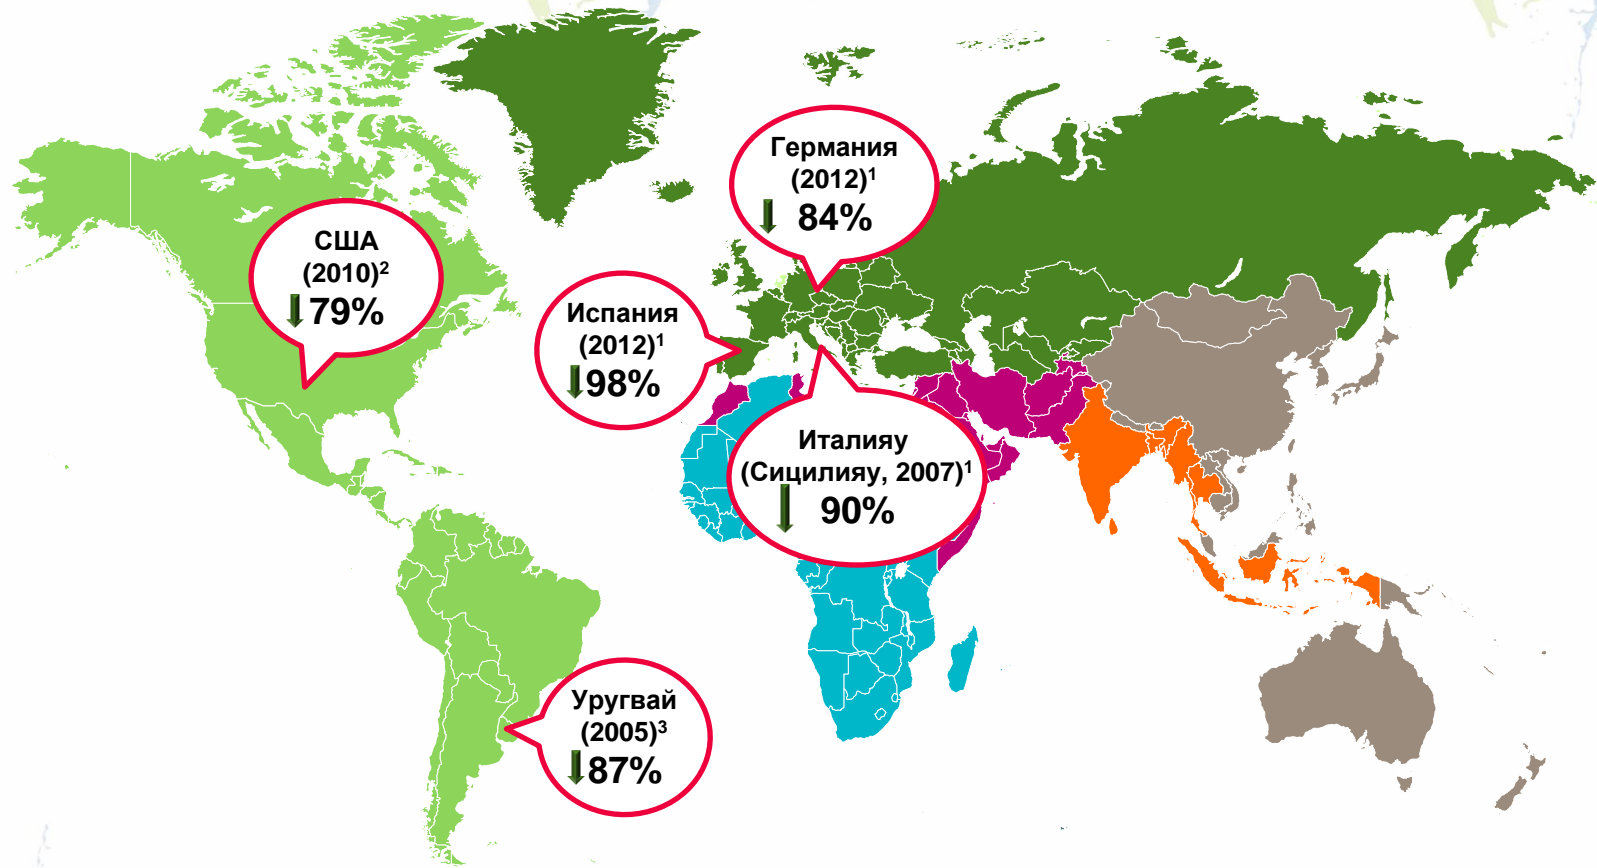 Германия
(2012)¹
84%
США
(2010)²
79%
Испания
(2012)¹
98%
Италияу
(Сицилияу, 2007)¹
90%
Уругвай
(2005)³
87%